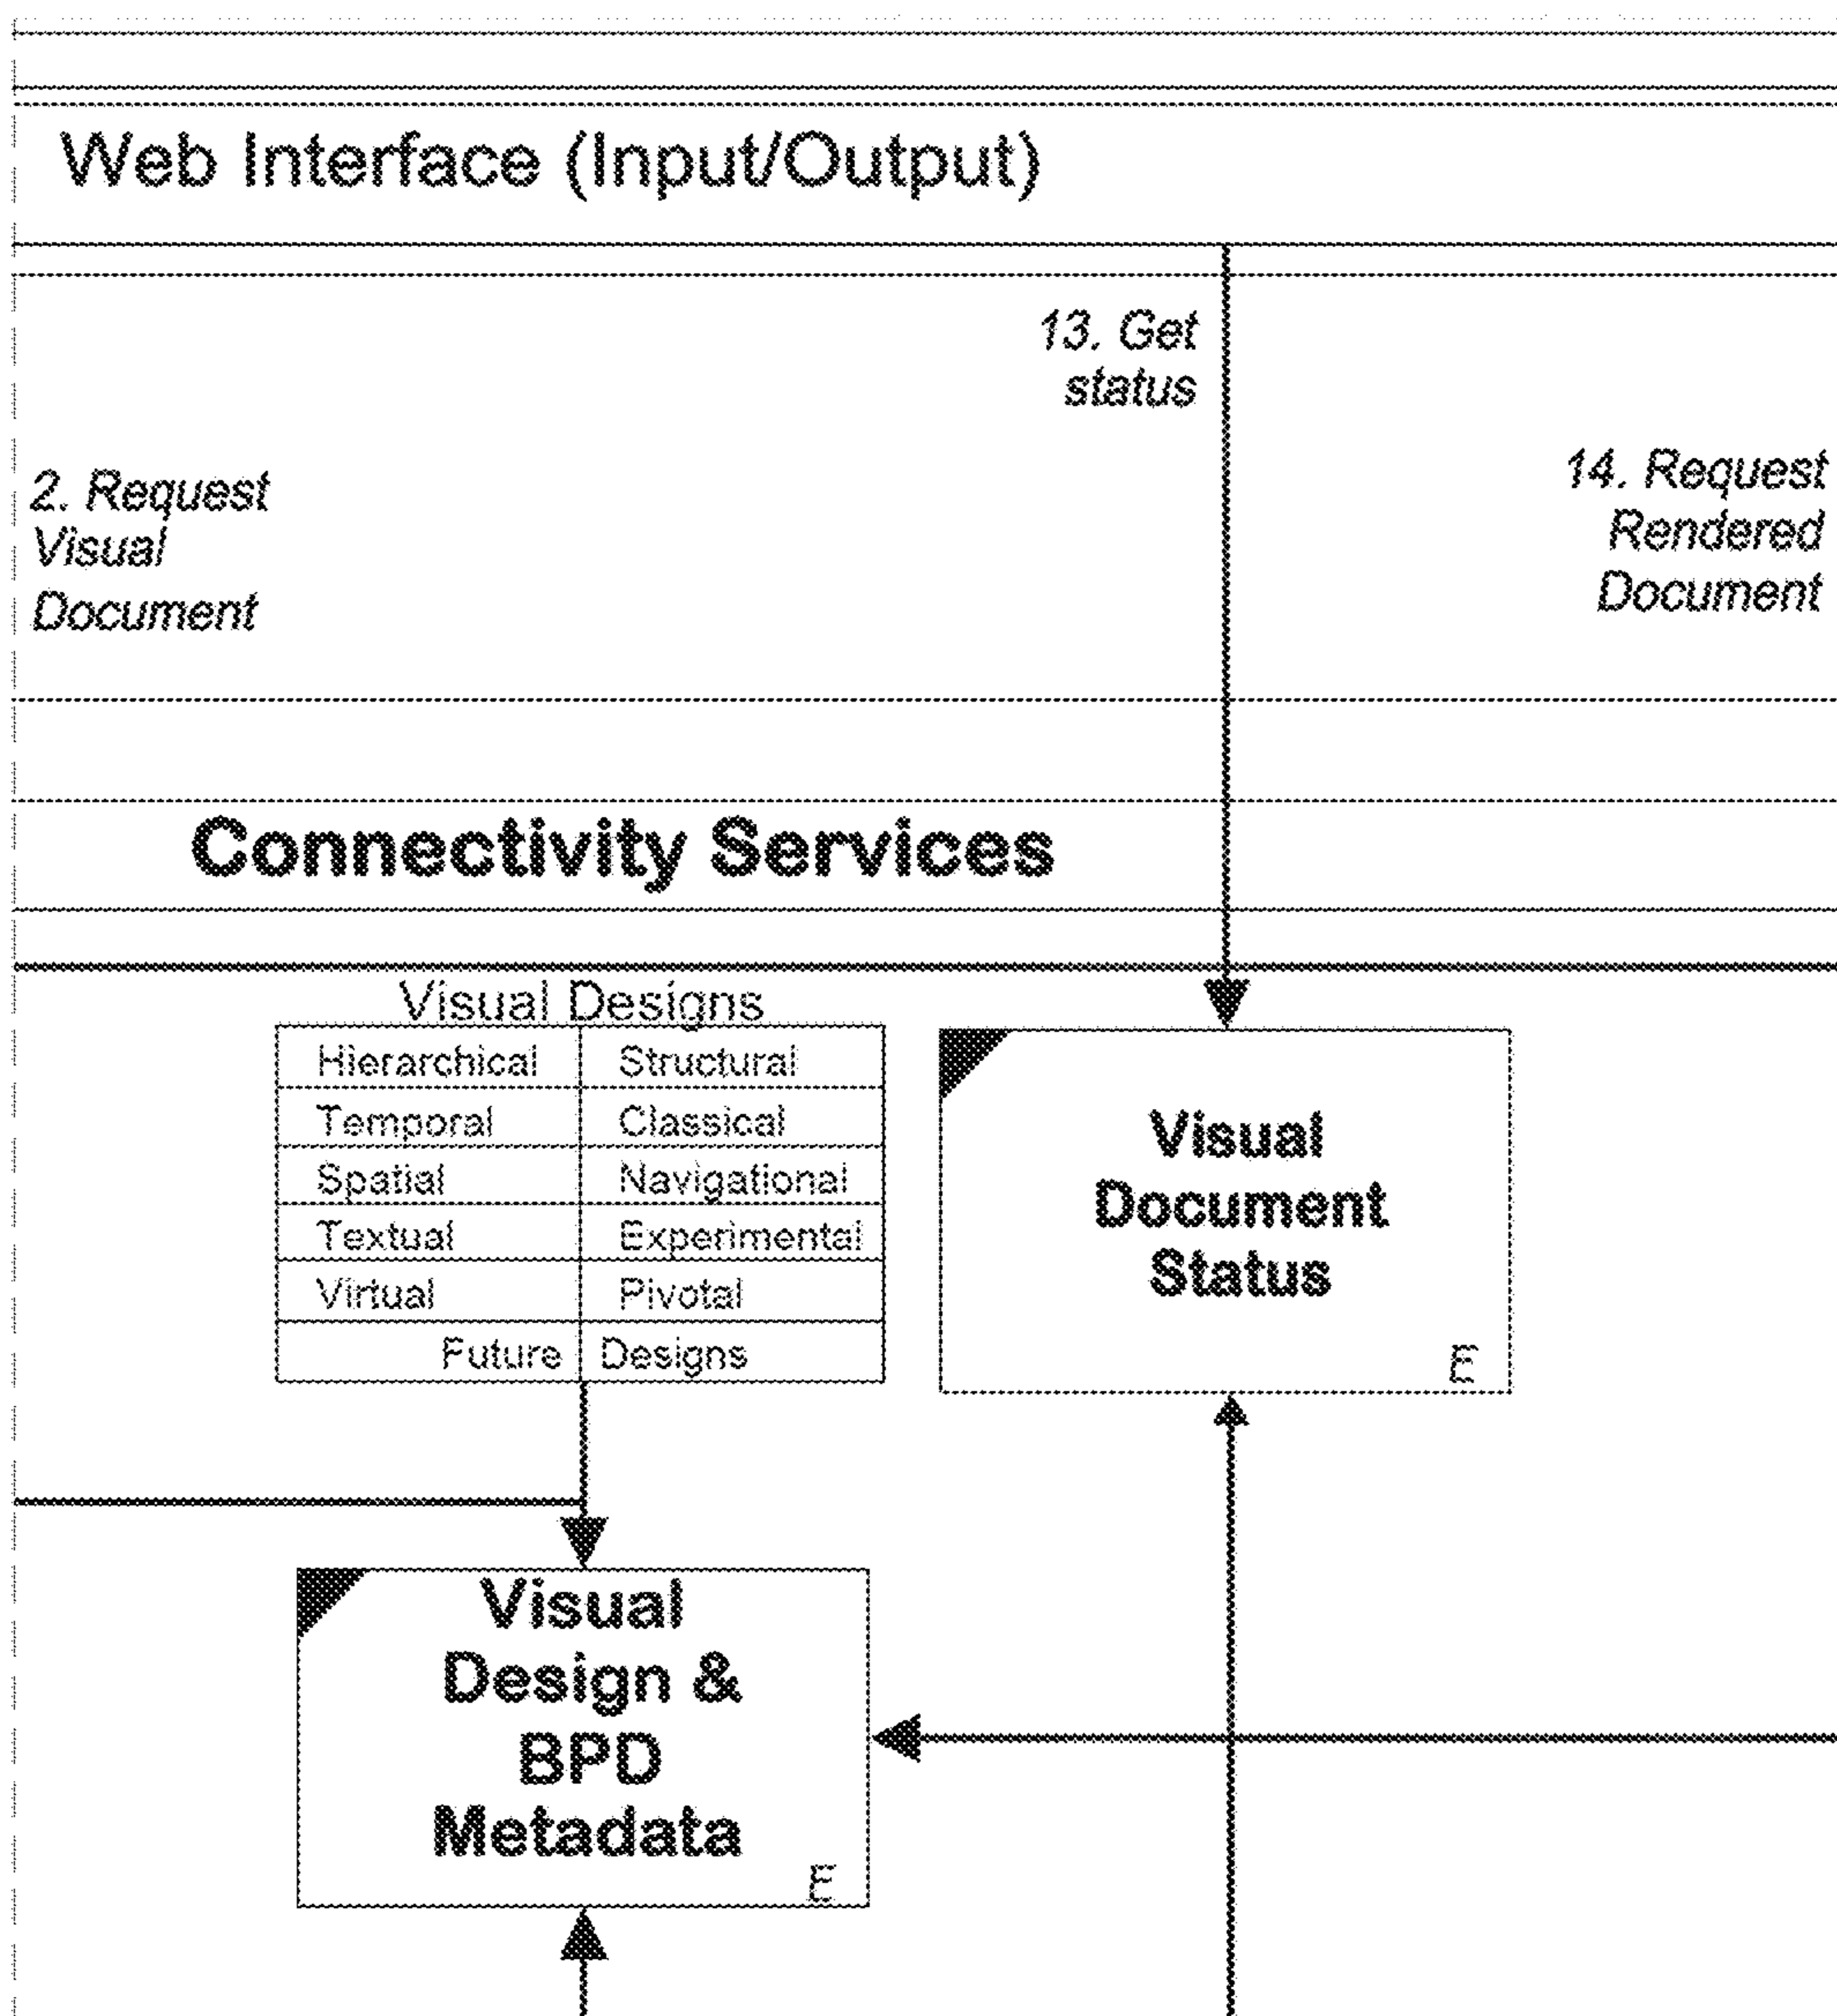 Web Interface (Input/Output)
13. Get
status
2. Request
Visual
Document
14. Request
Rendered
Document
Connectivity Services
Visual Designs
Hierarchical Structural
Temporal Classical
Spatial Navigational
Textual Experimental
Virtual Pivotal
Future Designs
Visual
Document
Status
E
Visual
Design &
BPD
Metadata
E